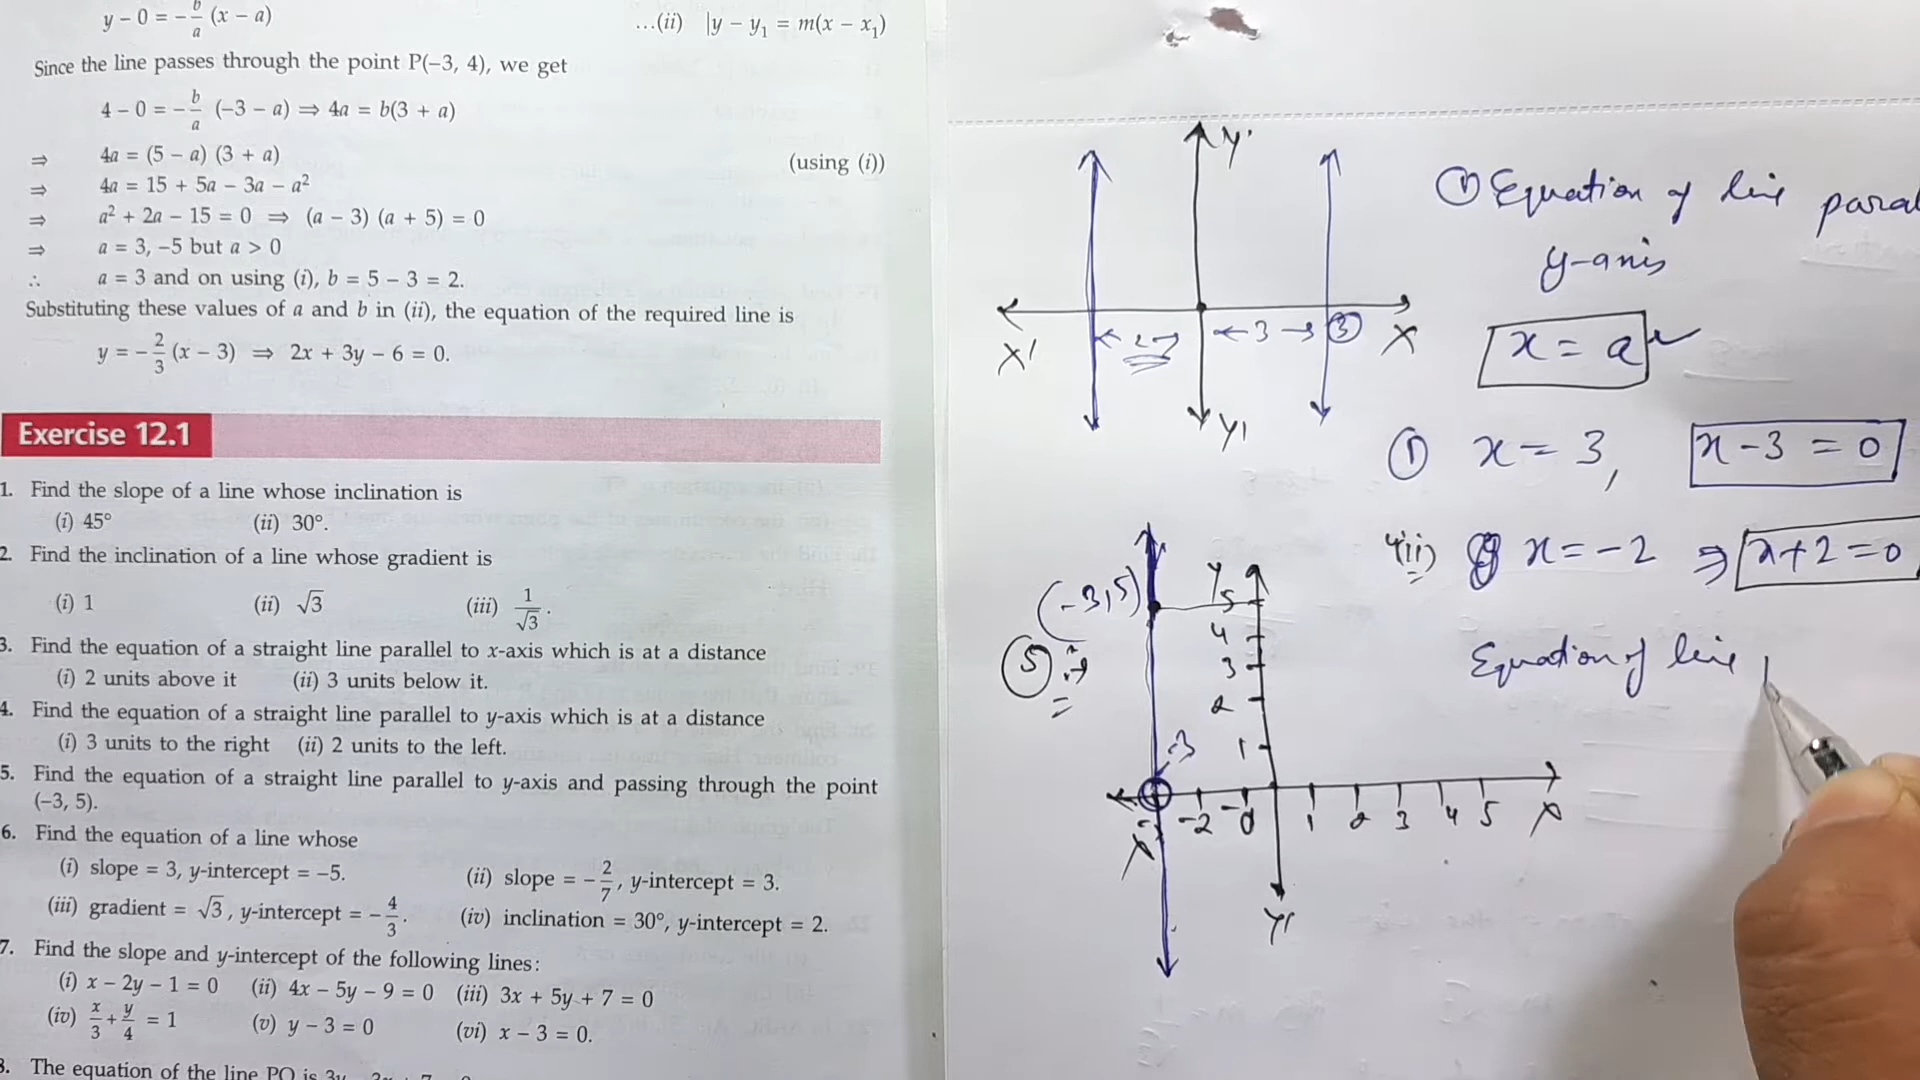 y – 0 = –b/a (x – a) ...(ii) |y – y₁ = m(x – x₁)
Since the line passes through the point P(–3, 4), we get
4 – 0 = –b/a (–3 – a) ⇒ 4a = b(3 + a)
⇒ 4a = (5 – a) (3 + a) (using (i))
⇒ 4a = 15 + 5a – 3a – a²
⇒ a² + 2a – 15 = 0 ⇒ (a – 3) (a + 5) = 0
⇒ a = 3, –5 but a > 0
∴ a = 3 and on using (i), b = 5 – 3 = 2.
Substituting these values of a and b in (ii), the equation of the required line is
y = –2/3 (x – 3) ⇒ 2x + 3y – 6 = 0.
Exercise 12.1
1. Find the slope of a line whose inclination is
(i) 45° (ii) 30°.
2. Find the inclination of a line whose gradient is
(i) 1 (ii) √3 (iii) 1/√3.
3. Find the equation of a straight line parallel to x-axis which is at a distance
(i) 2 units above it (ii) 3 units below it.
4. Find the equation of a straight line parallel to y-axis which is at a distance
(i) 3 units to the right (ii) 2 units to the left.
5. Find the equation of a straight line parallel to y-axis and passing through the point
(–3, 5).
6. Find the equation of a line whose
(i) slope = 3, y-intercept = –5. (ii) slope = –2/7, y-intercept = 3.
(iii) gradient = √3, y-intercept = –4/3. (iv) inclination = 30°, y-intercept = 2.
7. Find the slope and y-intercept of the following lines:
(i) x – 2y – 1 = 0 (ii) 4x – 5y – 9 = 0 (iii) 3x + 5y + 7 = 0
(iv) x/3 + y/4 = 1 (v) y – 3 = 0 (vi) x – 3 = 0.
The equation of the line PQ is
Y'
X' 3 3 X
Y'
Equation of line
y-axis
x = a
① x = 3, x - 3 = 0
(ii) x = -2 ⇒ x + 2 = 0
Equation of line
(-3, 5)
5
Y
5
4
3
2
1
-3
-2 1 2 3 4 5 X
X'
Y'